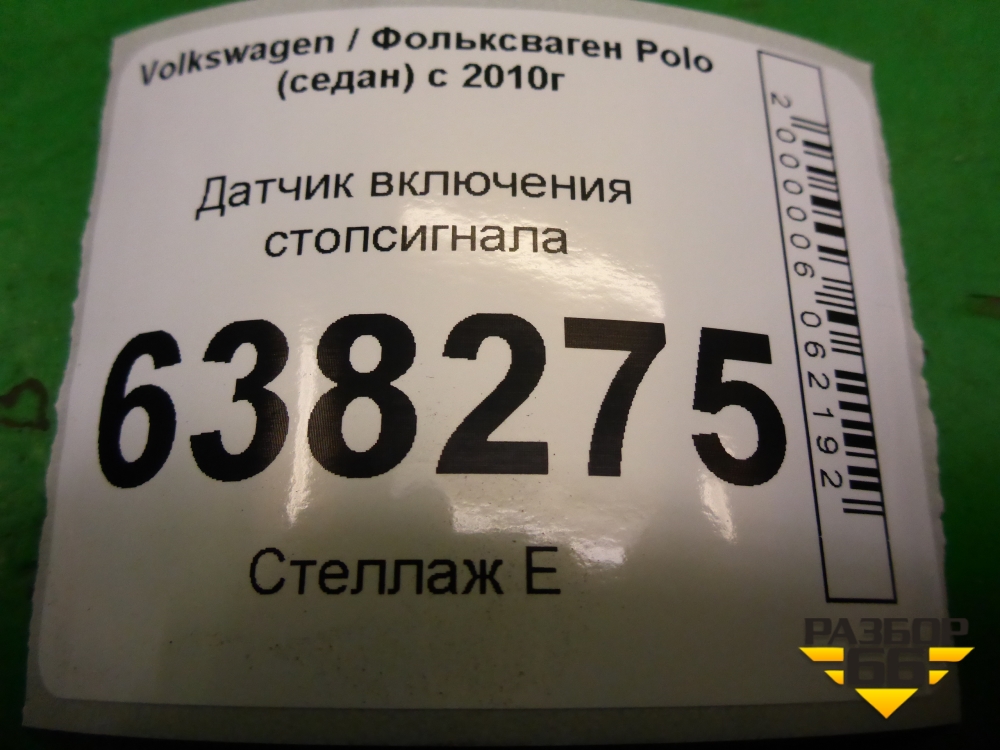 Volkswagen / Фольксваген Polo
(седан) с 2010г
Датчик включения
стопсигнала
638275
Стеллаж Е
2000006062192
РАЗБОР
66